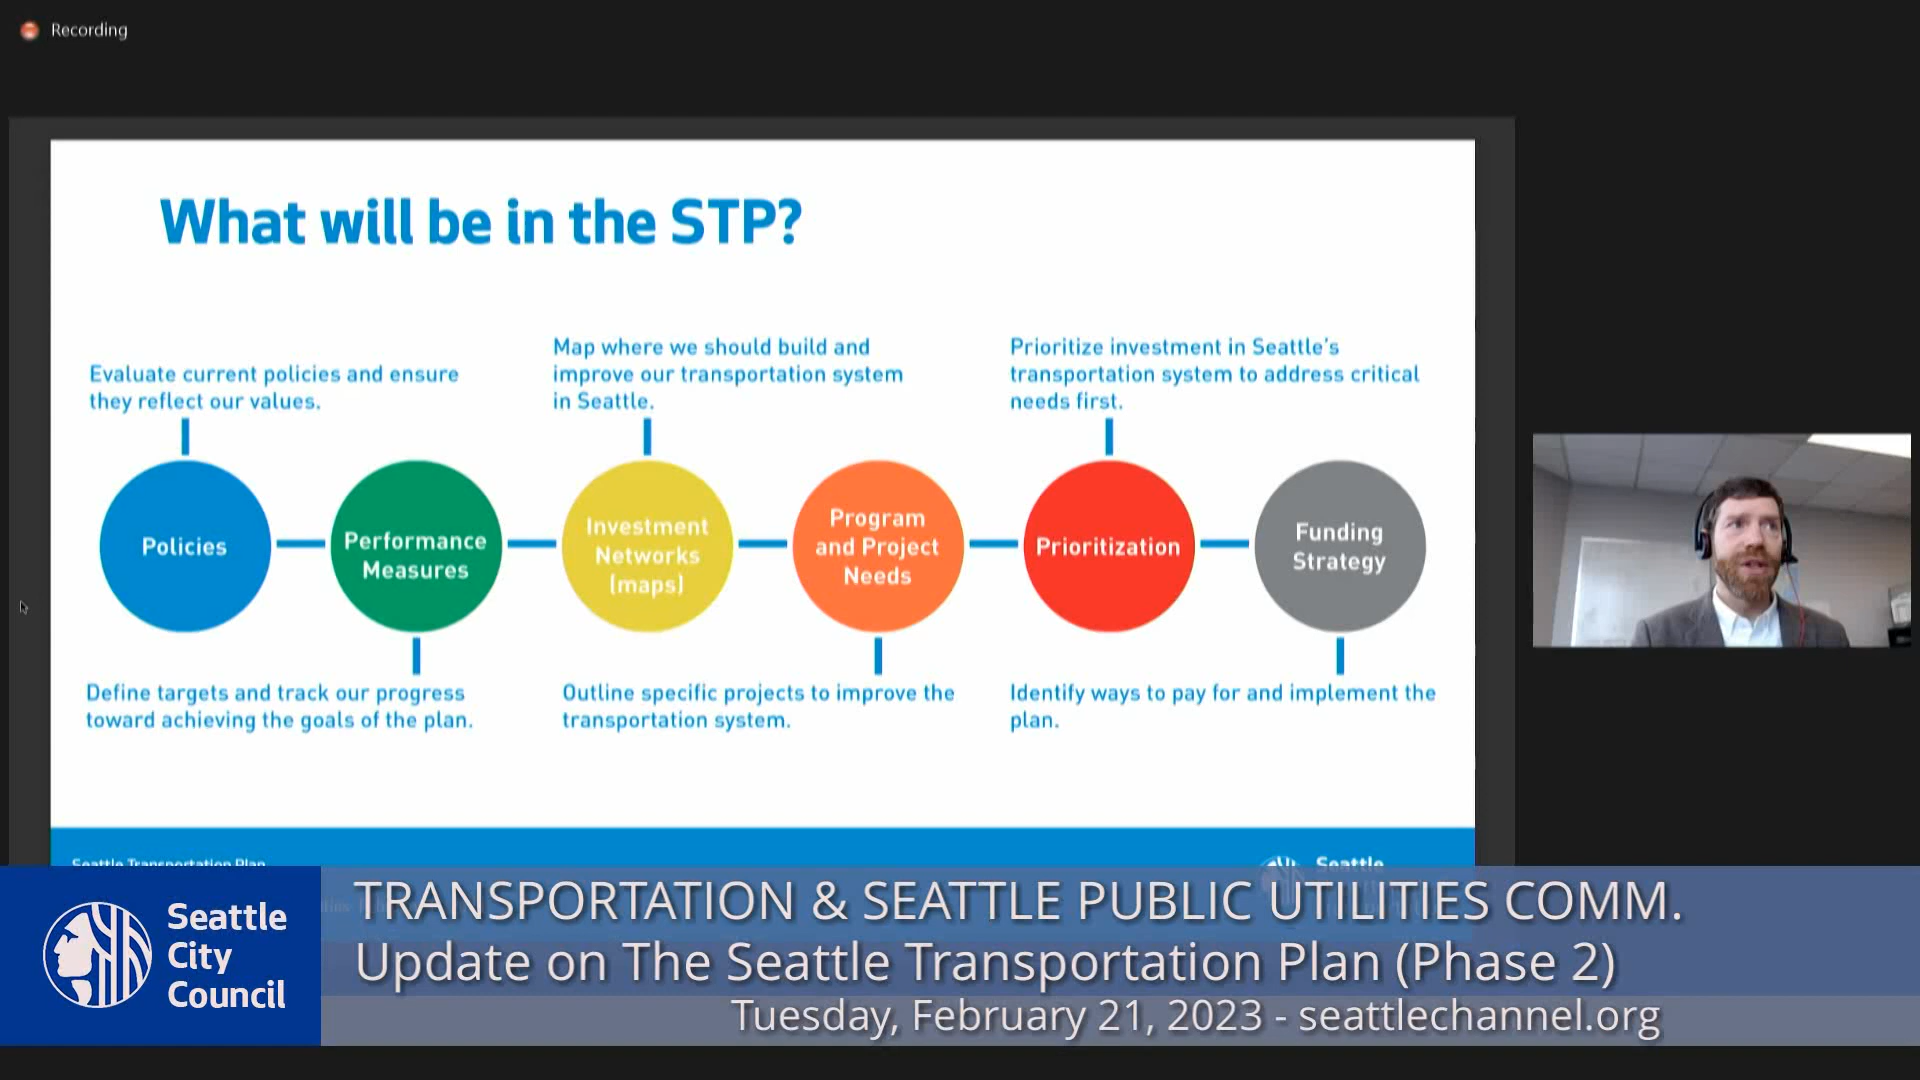 Recording
What will be in the STP?
Evaluate current policies and ensure
they reflect our values.
Map where we should build and
improve our transportation system
in Seattle.
Prioritize investment in Seattle's
transportation system to address critical
needs first.
Policies
Performance
Measures
Investment
Networks
(maps)
Program
and Project
Needs
Prioritization
Funding
Strategy
Define targets and track our progress
toward achieving the goals of the plan.
Outline specific projects to improve the
transportation system.
Identify ways to pay for and implement the
plan.
Seattle Transportation Plan
Seattle
Seattle
City
Council
TRANSPORTATION & SEATTLE PUBLIC UTILITIES COMM.
Update on The Seattle Transportation Plan (Phase 2)
Tuesday, February 21, 2023 - seattlechannel.org